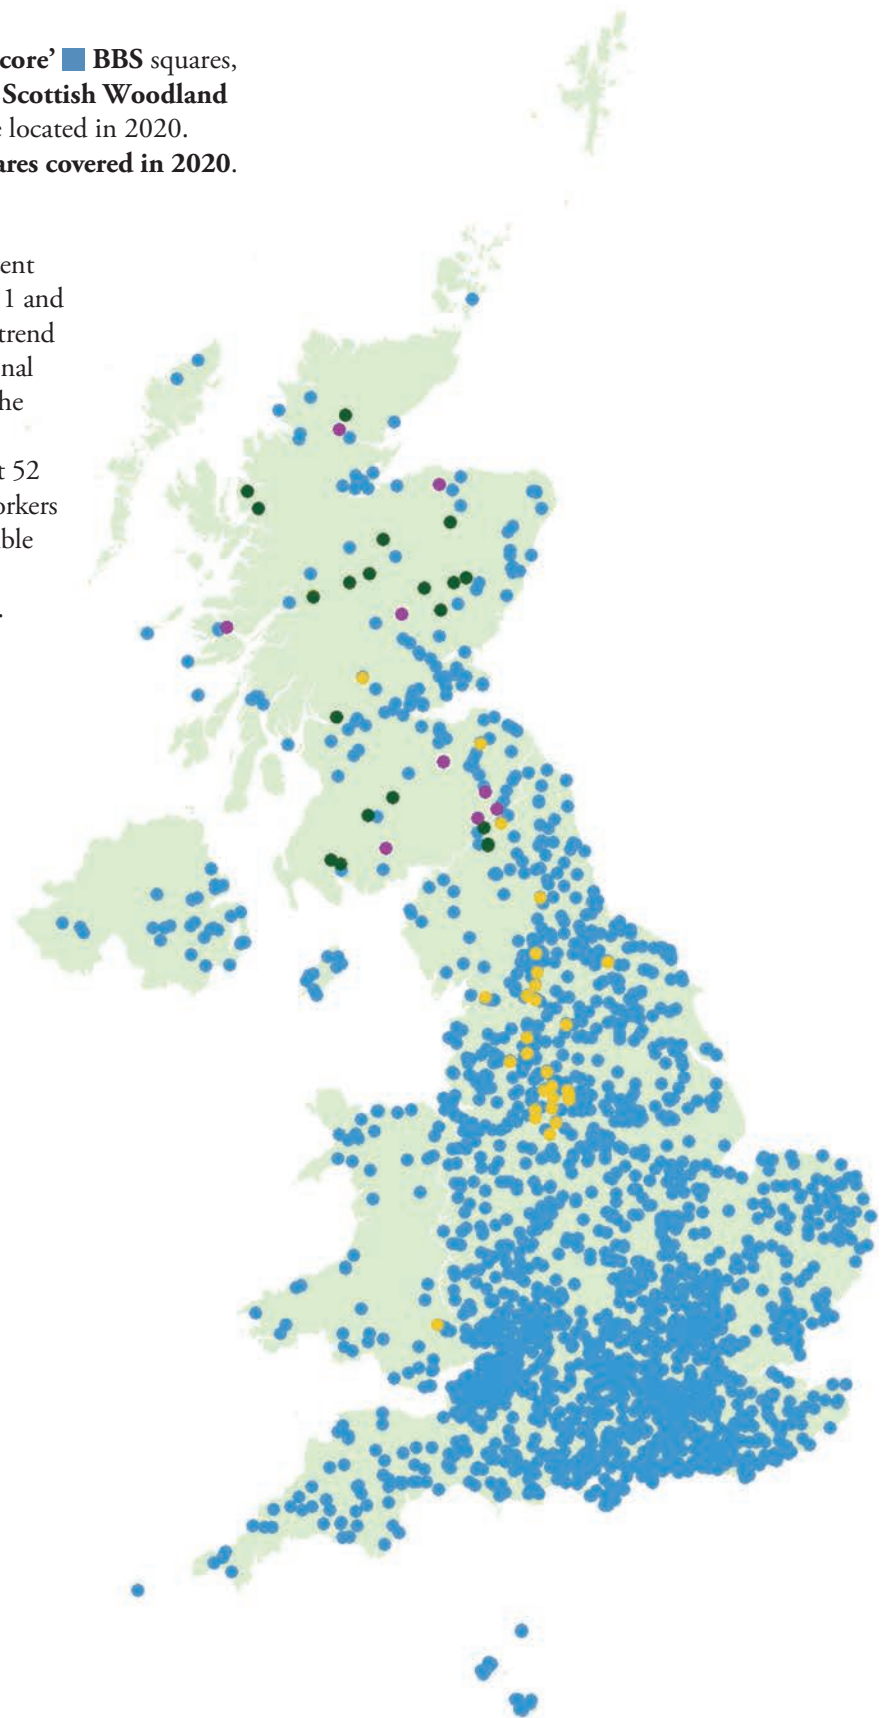 core’ BBS squares,
Scottish Woodland
located in 2020.
ares covered in 2020.
ent
1 and
trend
nal
he
t 52
orkers
ble
.